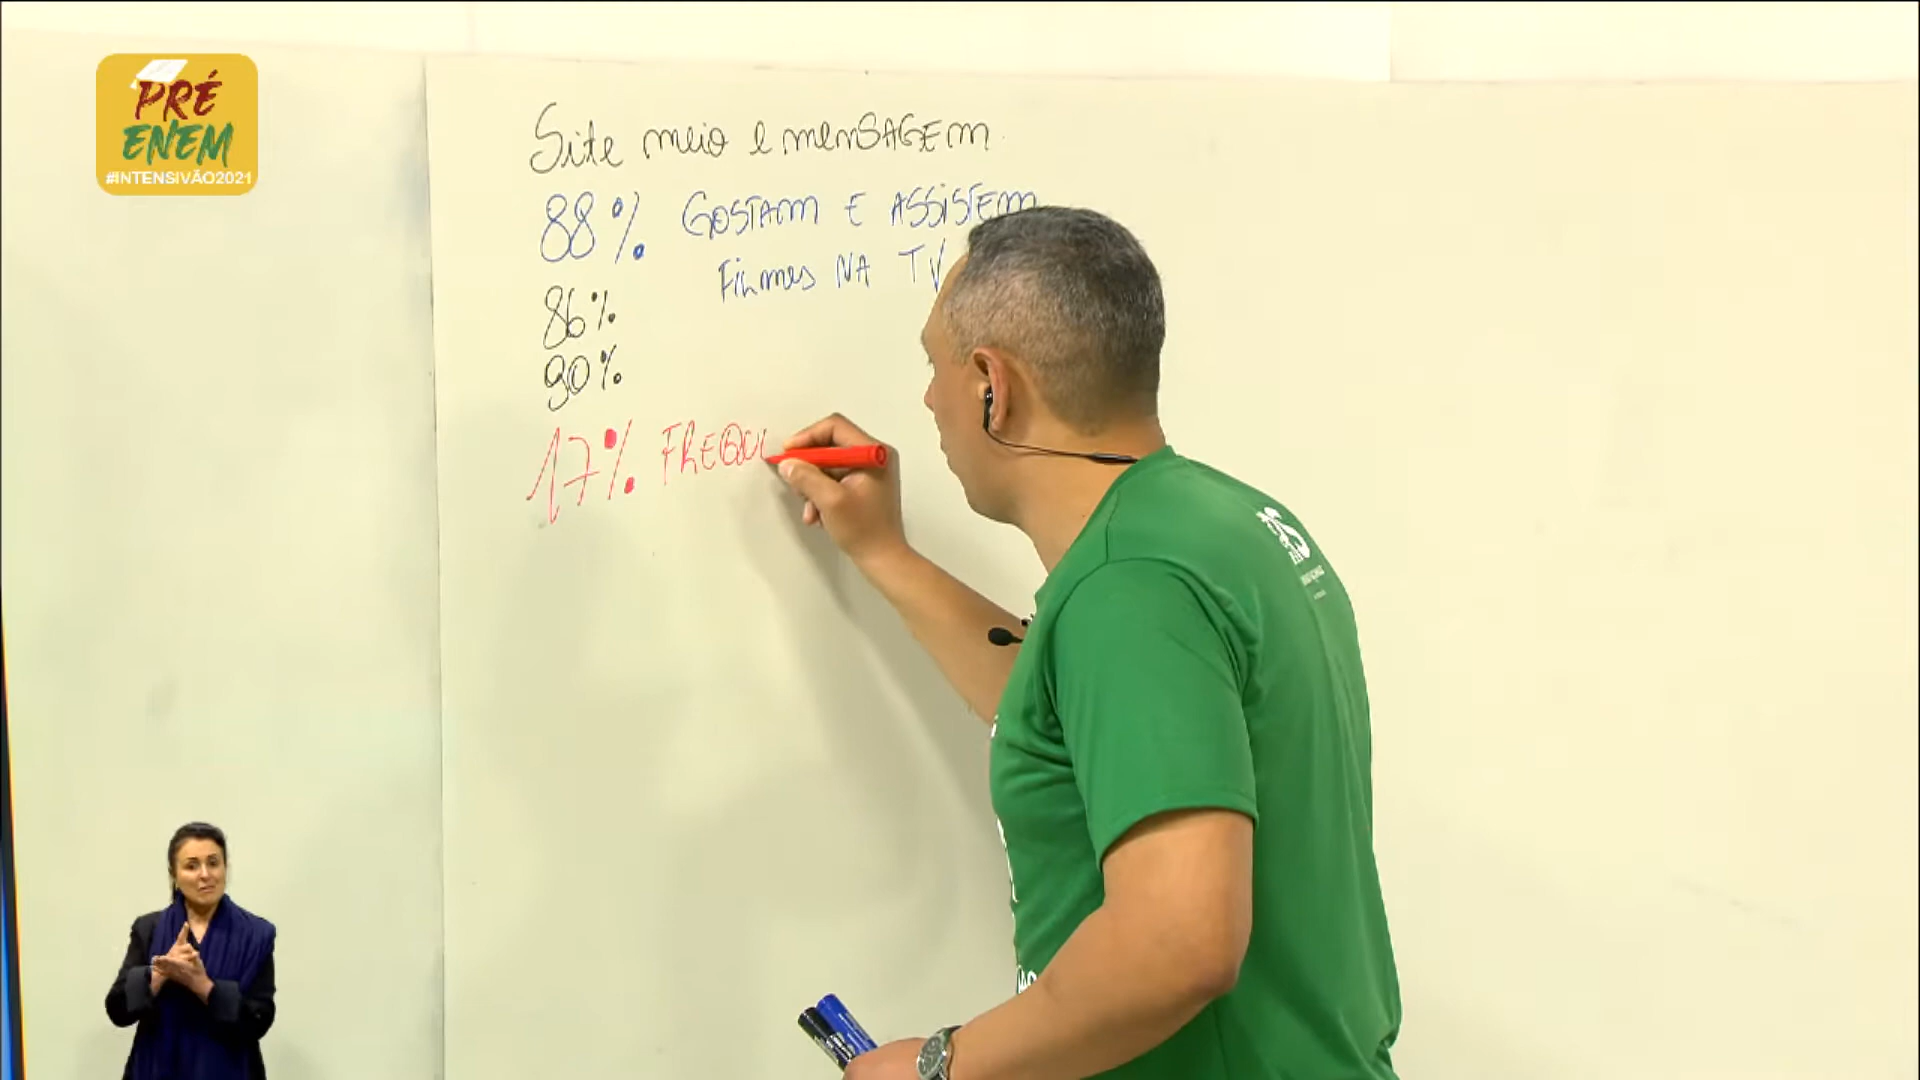 PRÉ
ENEM
#INTENSIVÃO2021
Site meio e mensagem
88% GOSTAM E ASSISTEM
Filmes NA TV
86%
90%
17% FREQU